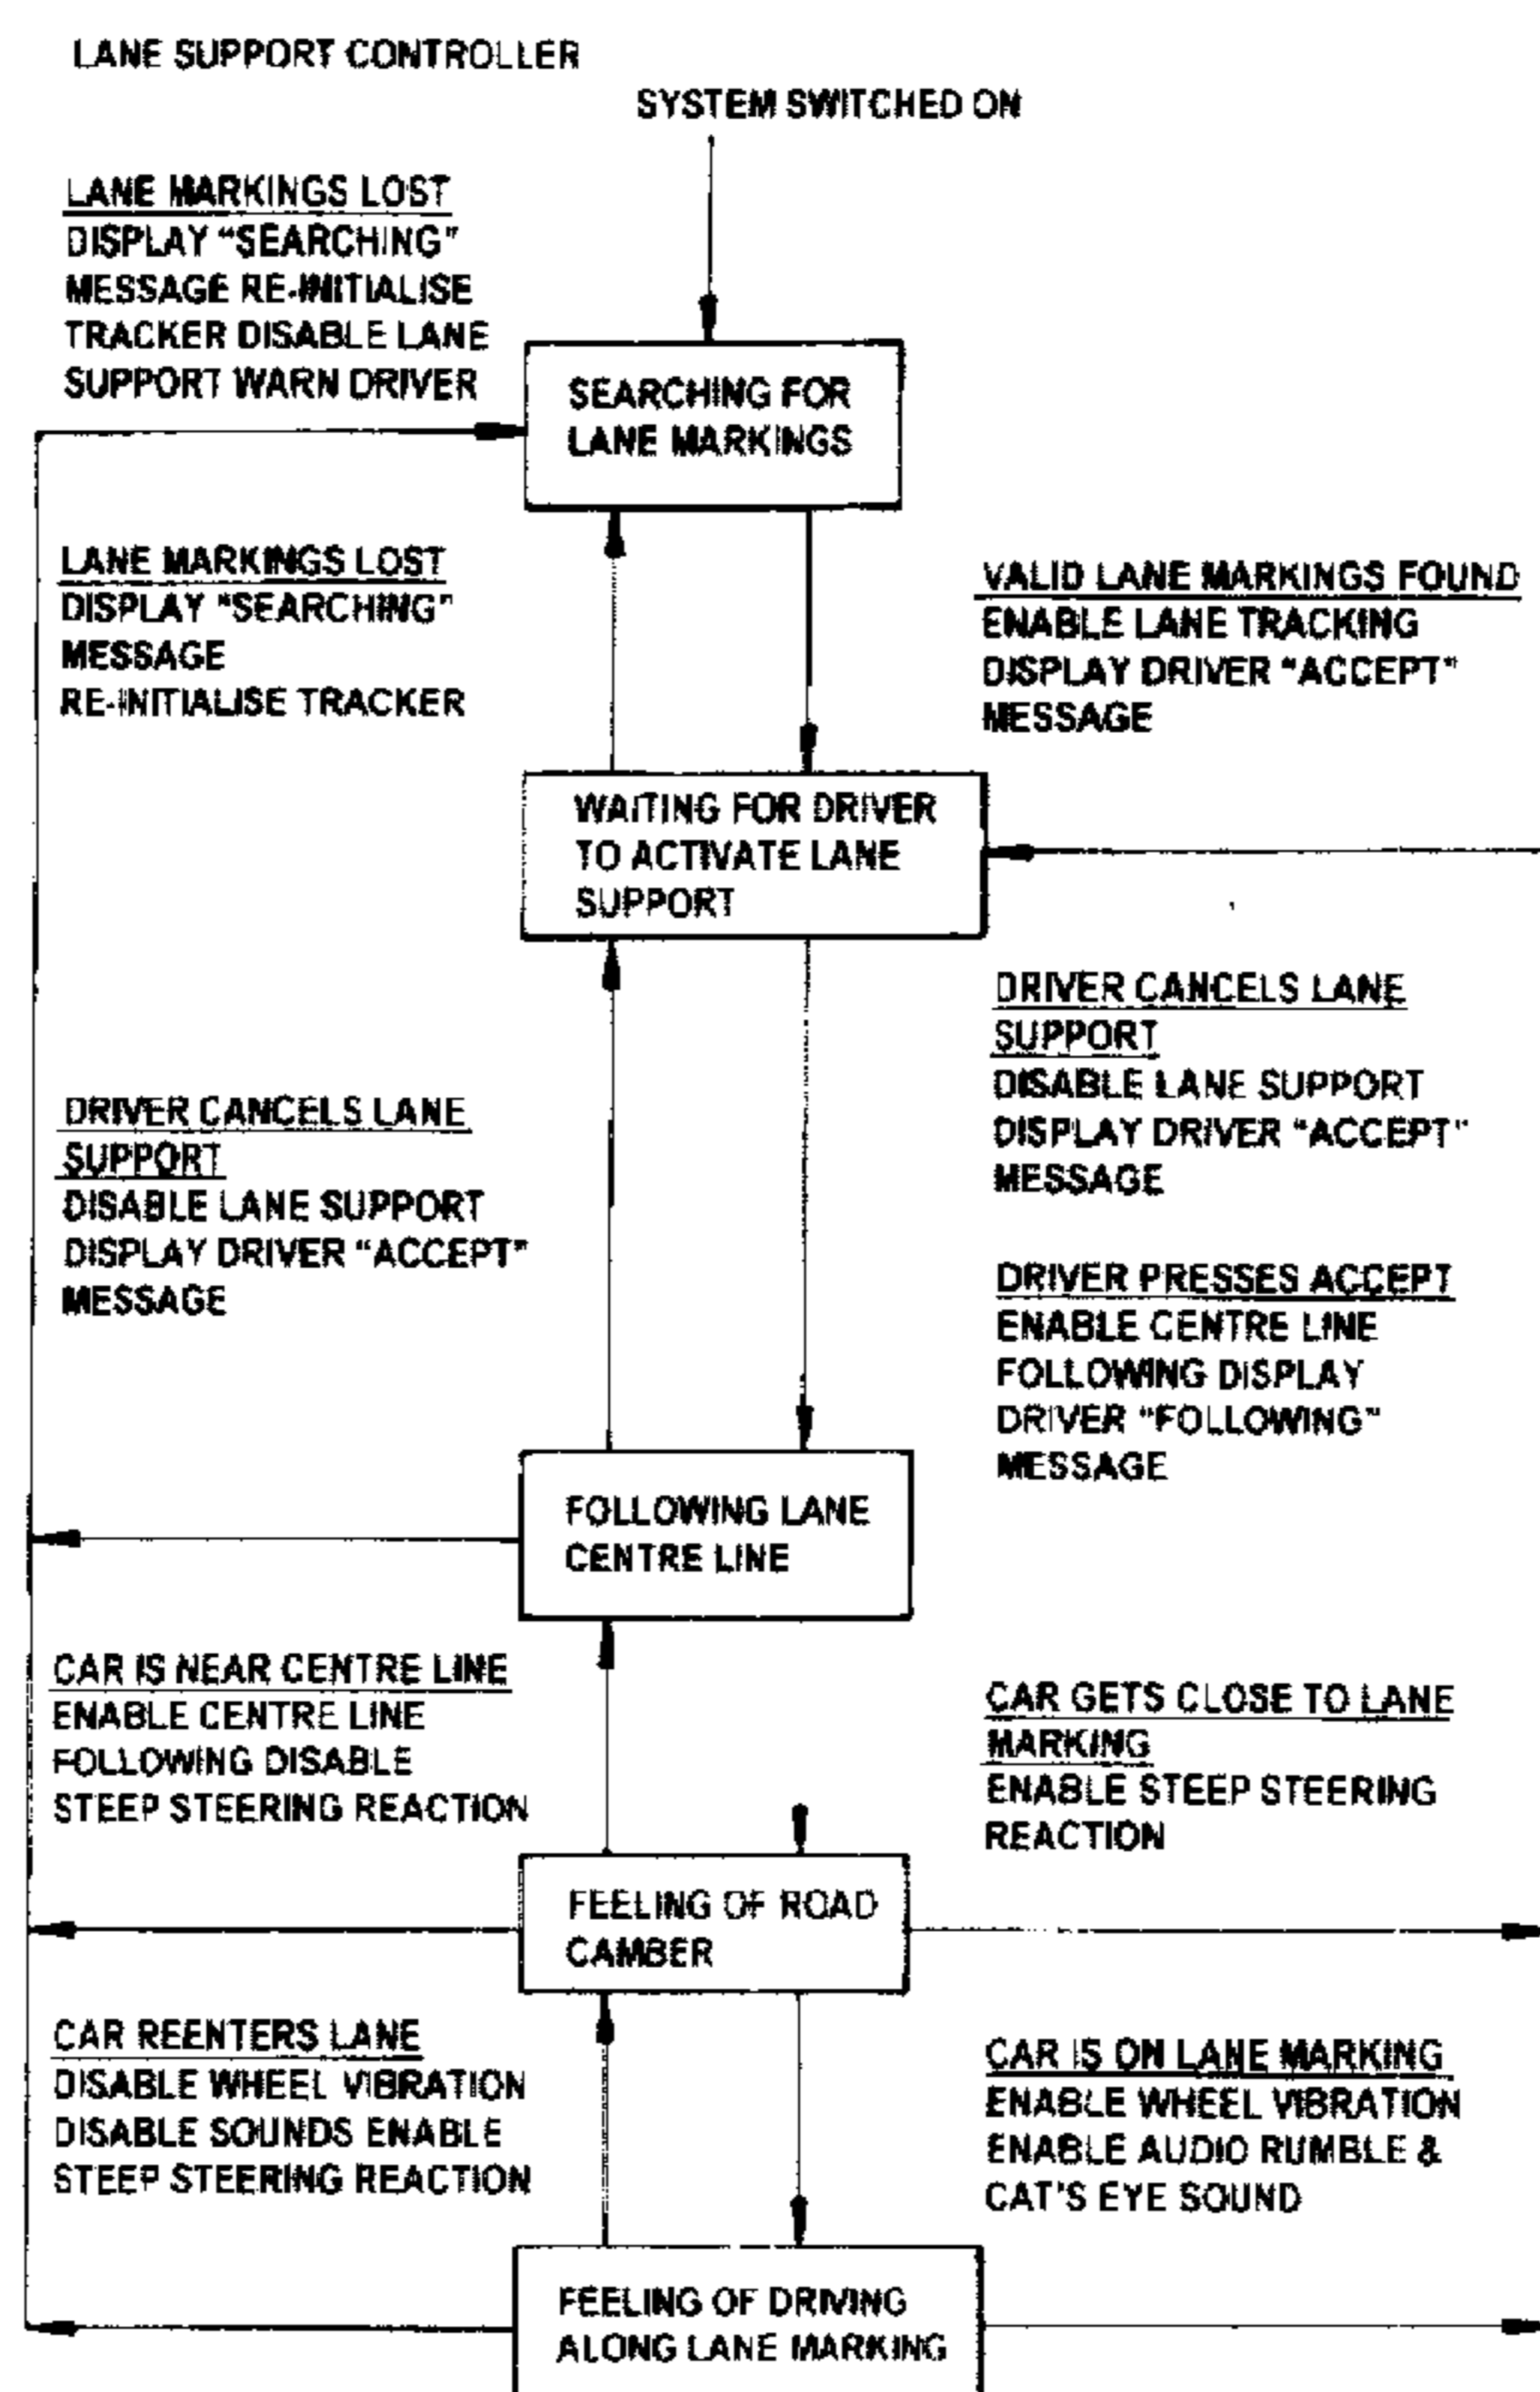 LANE SUPPORT CONTROLLER
SYSTEM SWITCHED ON
LANE MARKINGS LOST
DISPLAY "SEARCHING"
MESSAGE RE-INITIALISE
TRACKER DISABLE LANE
SUPPORT WARN DRIVER
SEARCHING FOR
LANE MARKINGS
LANE MARKINGS LOST
DISPLAY "SEARCHING"
MESSAGE
RE-INITIALISE TRACKER
VALID LANE MARKINGS FOUND
ENABLE LANE TRACKING
DISPLAY DRIVER "ACCEPT"
MESSAGE
WAITING FOR DRIVER
TO ACTIVATE LANE
SUPPORT
DRIVER CANCELS LANE
SUPPORT
DISABLE LANE SUPPORT
DISPLAY DRIVER "ACCEPT"
MESSAGE
DRIVER CANCELS LANE
SUPPORT
DISABLE LANE SUPPORT
DISPLAY DRIVER "ACCEPT"
MESSAGE
DRIVER PRESSES ACCEPT
ENABLE CENTRE LINE
FOLLOWING DISPLAY
DRIVER "FOLLOWING"
MESSAGE
FOLLOWING LANE
CENTRE LINE
CAR IS NEAR CENTRE LINE
ENABLE CENTRE LINE
FOLLOWING DISABLE
STEEP STEERING REACTION
CAR GETS CLOSE TO LANE
MARKING
ENABLE STEEP STEERING
REACTION
FEELING OF ROAD
CAMBER
CAR REENTERS LANE
DISABLE WHEEL VIBRATION
DISABLE SOUNDS ENABLE
STEEP STEERING REACTION
CAR IS ON LANE MARKING
ENABLE WHEEL VIBRATION
ENABLE AUDIO RUMBLE &
CAT'S EYE SOUND
FEELING OF DRIVING
ALONG LANE MARKING